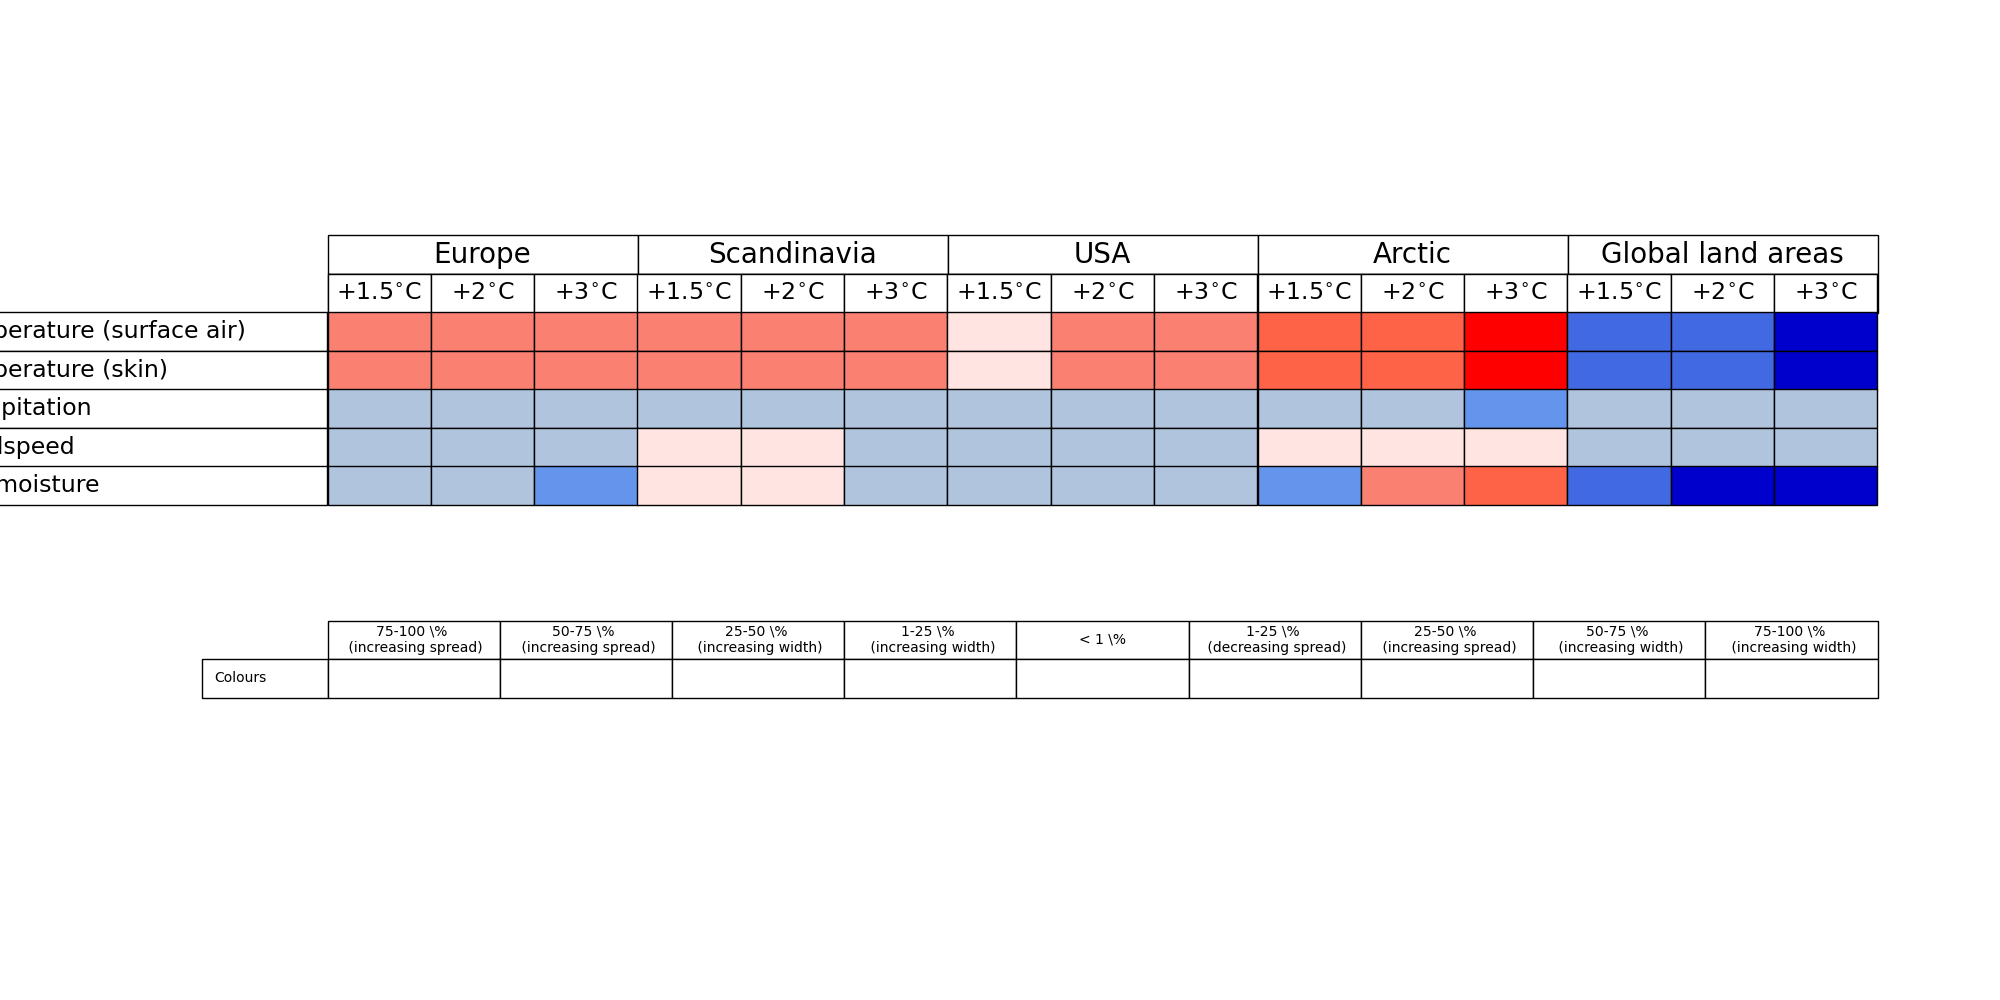 Europe Scandinavia USA Arctic Global land areas
+1.5°C +2°C +3°C +1.5°C +2°C +3°C +1.5°C +2°C +3°C +1.5°C +2°C +3°C +1.5°C +2°C +3°C
perature (surface air)
perature (skin)
pitation
lspeed
moisture
75-100 \% 50-75 \% 25-50 \% 1-25 \% < 1 \% 1-25 \% 25-50 \% 50-75 \% 75-100 \%
(increasing spread) (increasing spread) (increasing width) (increasing width) (decreasing spread) (increasing spread) (increasing width) (increasing width)
Colours